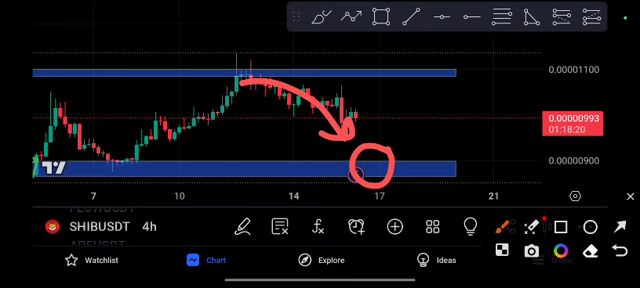 0.00001100
0.00000993
01:18:20
0.00000900
7
10
14
17
21
SHIBUSDT 4h
Watchlist
Chart
Explore
Ideas